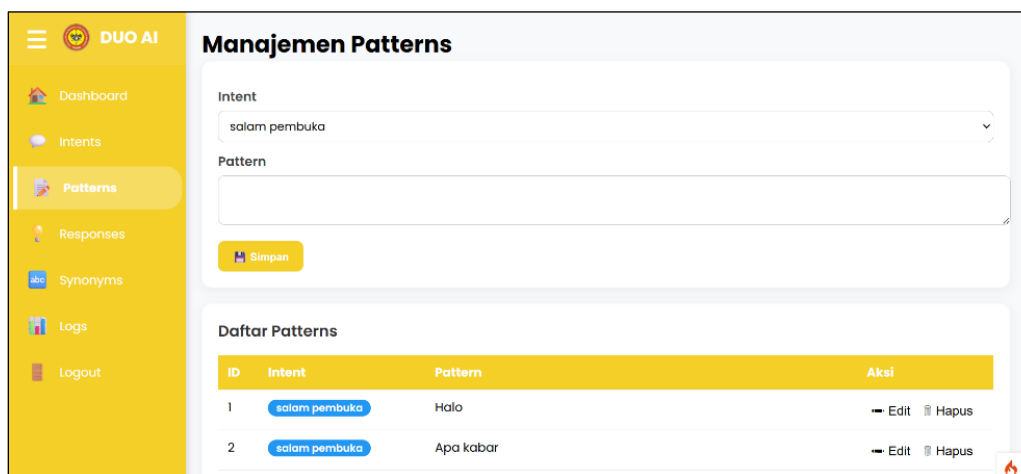 DUO AI
Dashboard
Intents
Patterns
Responses
abc Synonyms
Logs
Logout
Manajemen Patterns
Intent
salam pembuka
Pattern
Simpan
Daftar Patterns
ID Intent Pattern Aksi
1 salam pembuka Halo Edit Hapus
2 salam pembuka Apa kabar Edit Hapus